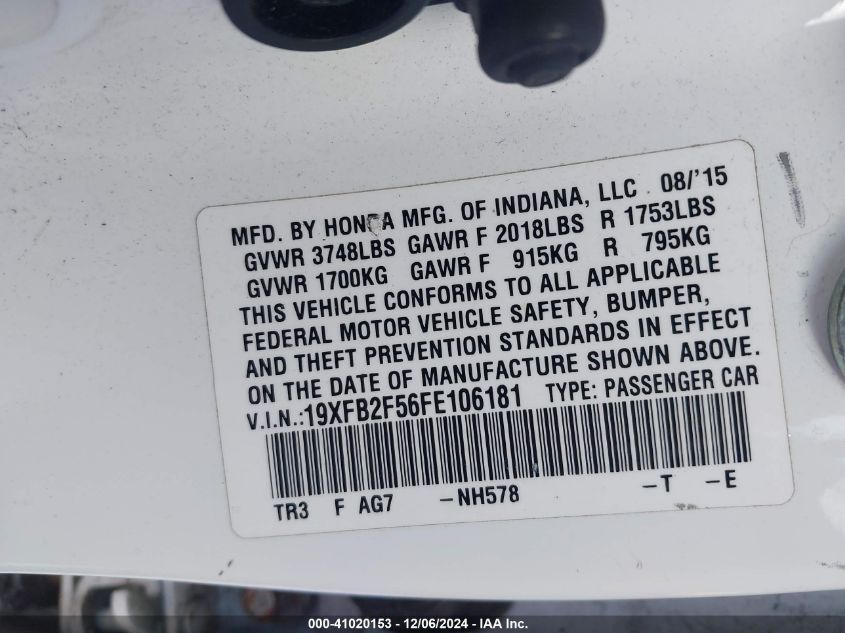 MFD. BY HONDA MFG. OF INDIANA, LLC 08/'15
GVWR 3748LBS GAWR F 2018LBS R 1753LBS
GVWR 1700KG GAWR F 915KG R 795KG
THIS VEHICLE CONFORMS TO ALL APPLICABLE
FEDERAL MOTOR VEHICLE SAFETY, BUMPER,
AND THEFT PREVENTION STANDARDS IN EFFECT
ON THE DATE OF MANUFACTURE SHOWN ABOVE.
V.I.N.:19XFB2F56FE106181 TYPE: PASSENGER CAR
TR3 F AG7 -NH578 -T -E
000-41020153 - 12/06/2024 - IAA Inc.